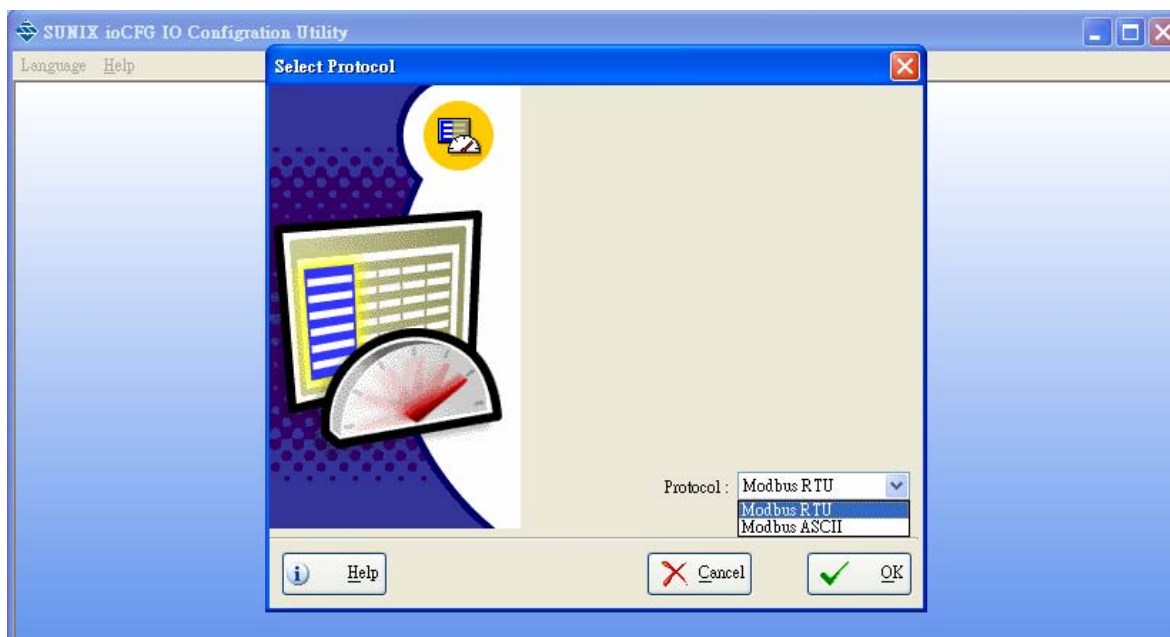 SUNIX ioCFG IO Configration Utility
Language Help
Select Protocol
Protocol : Modbus RTU
Modbus RTU
Modbus ASCII
Help Cancel OK